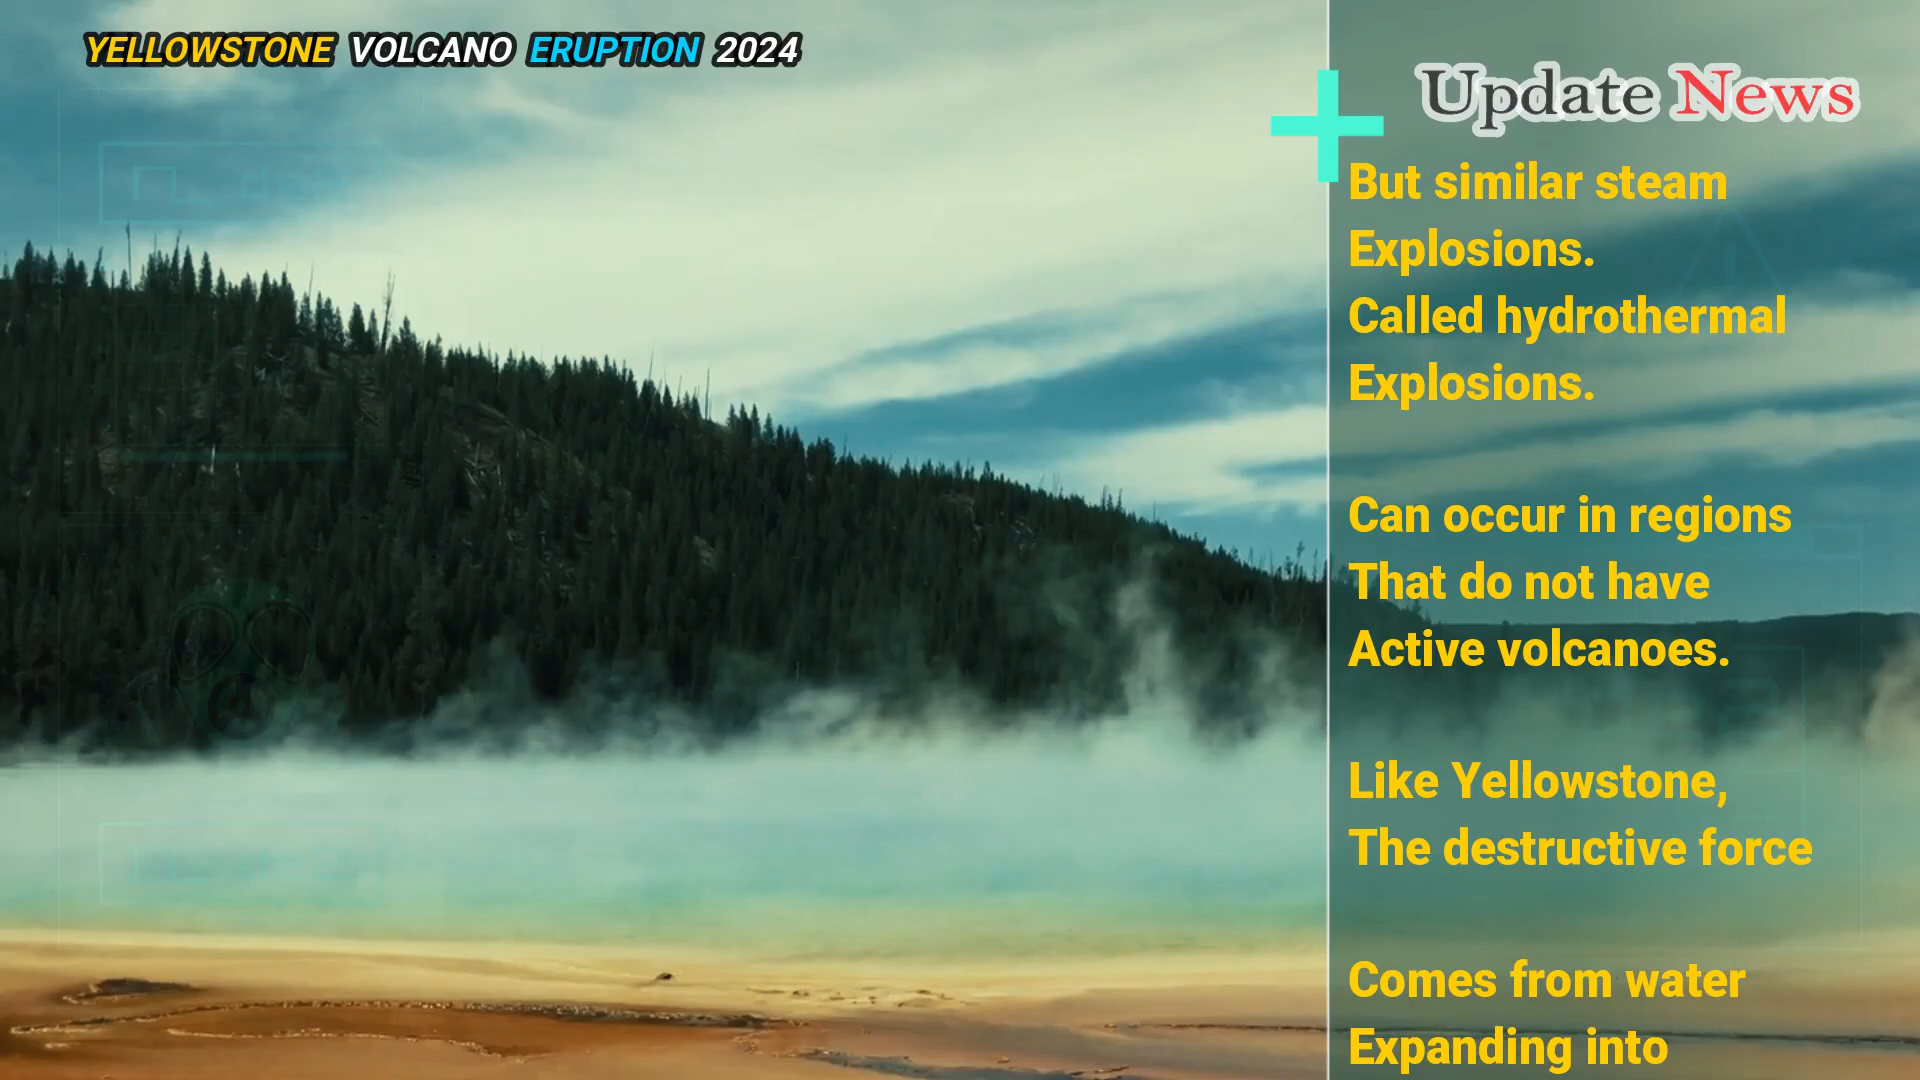 YELLOWSTONE VOLCANO ERUPTION 2024
Update News
But similar steam
Explosions.
Called hydrothermal
Explosions.
Can occur in regions
That do not have
Active volcanoes.
Like Yellowstone,
The destructive force
Comes from water
Expanding into